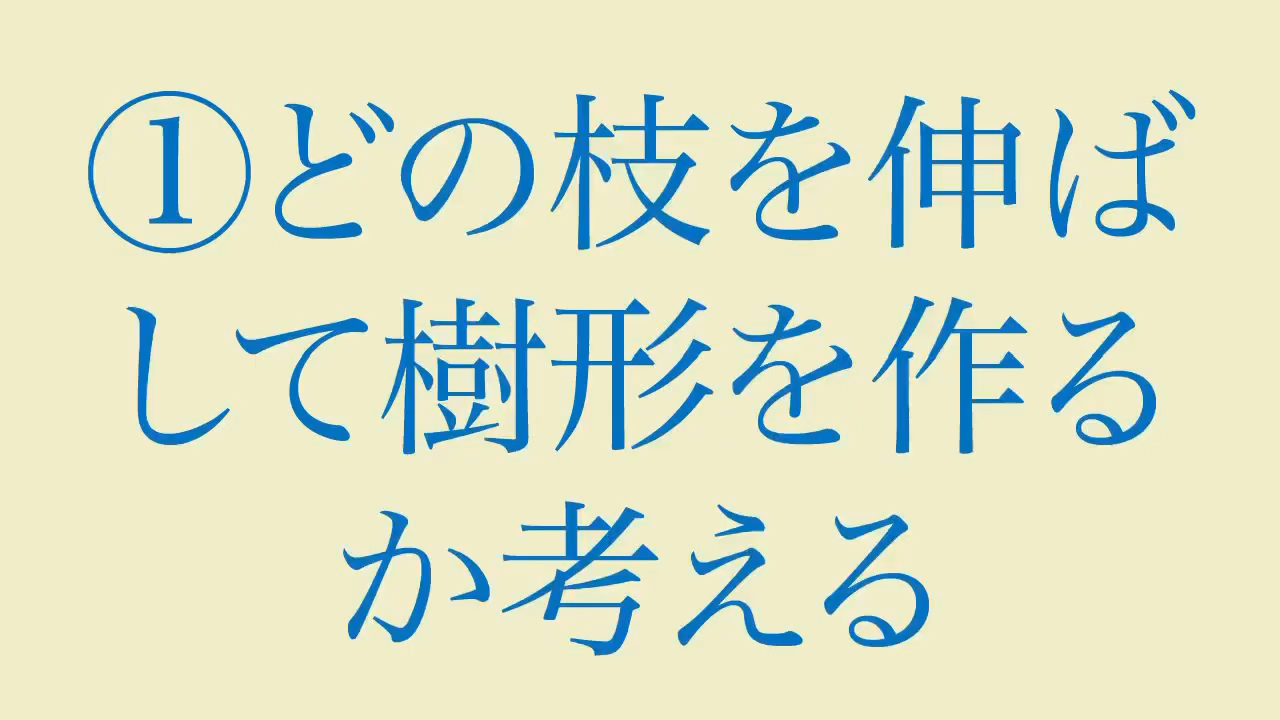 ①どの枝を伸ば
して樹形を作る
か考える